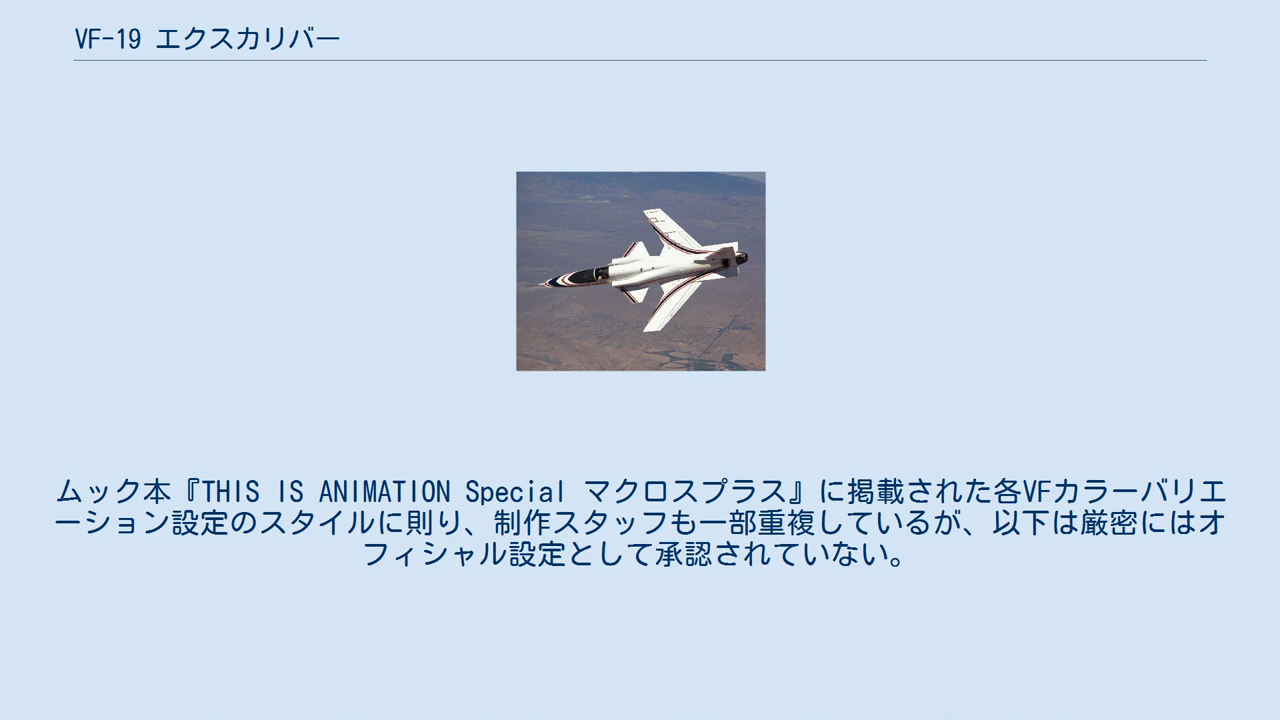 VF-19 エクスカリバー
ムック本『THIS IS ANIMATION Special マクロスプラス』に掲載された各VFカラーバリエ
ーション設定のスタイルに則り、制作スタッフも一部重複しているが、以下は厳密にはオ
フィシャル設定として承認されていない。